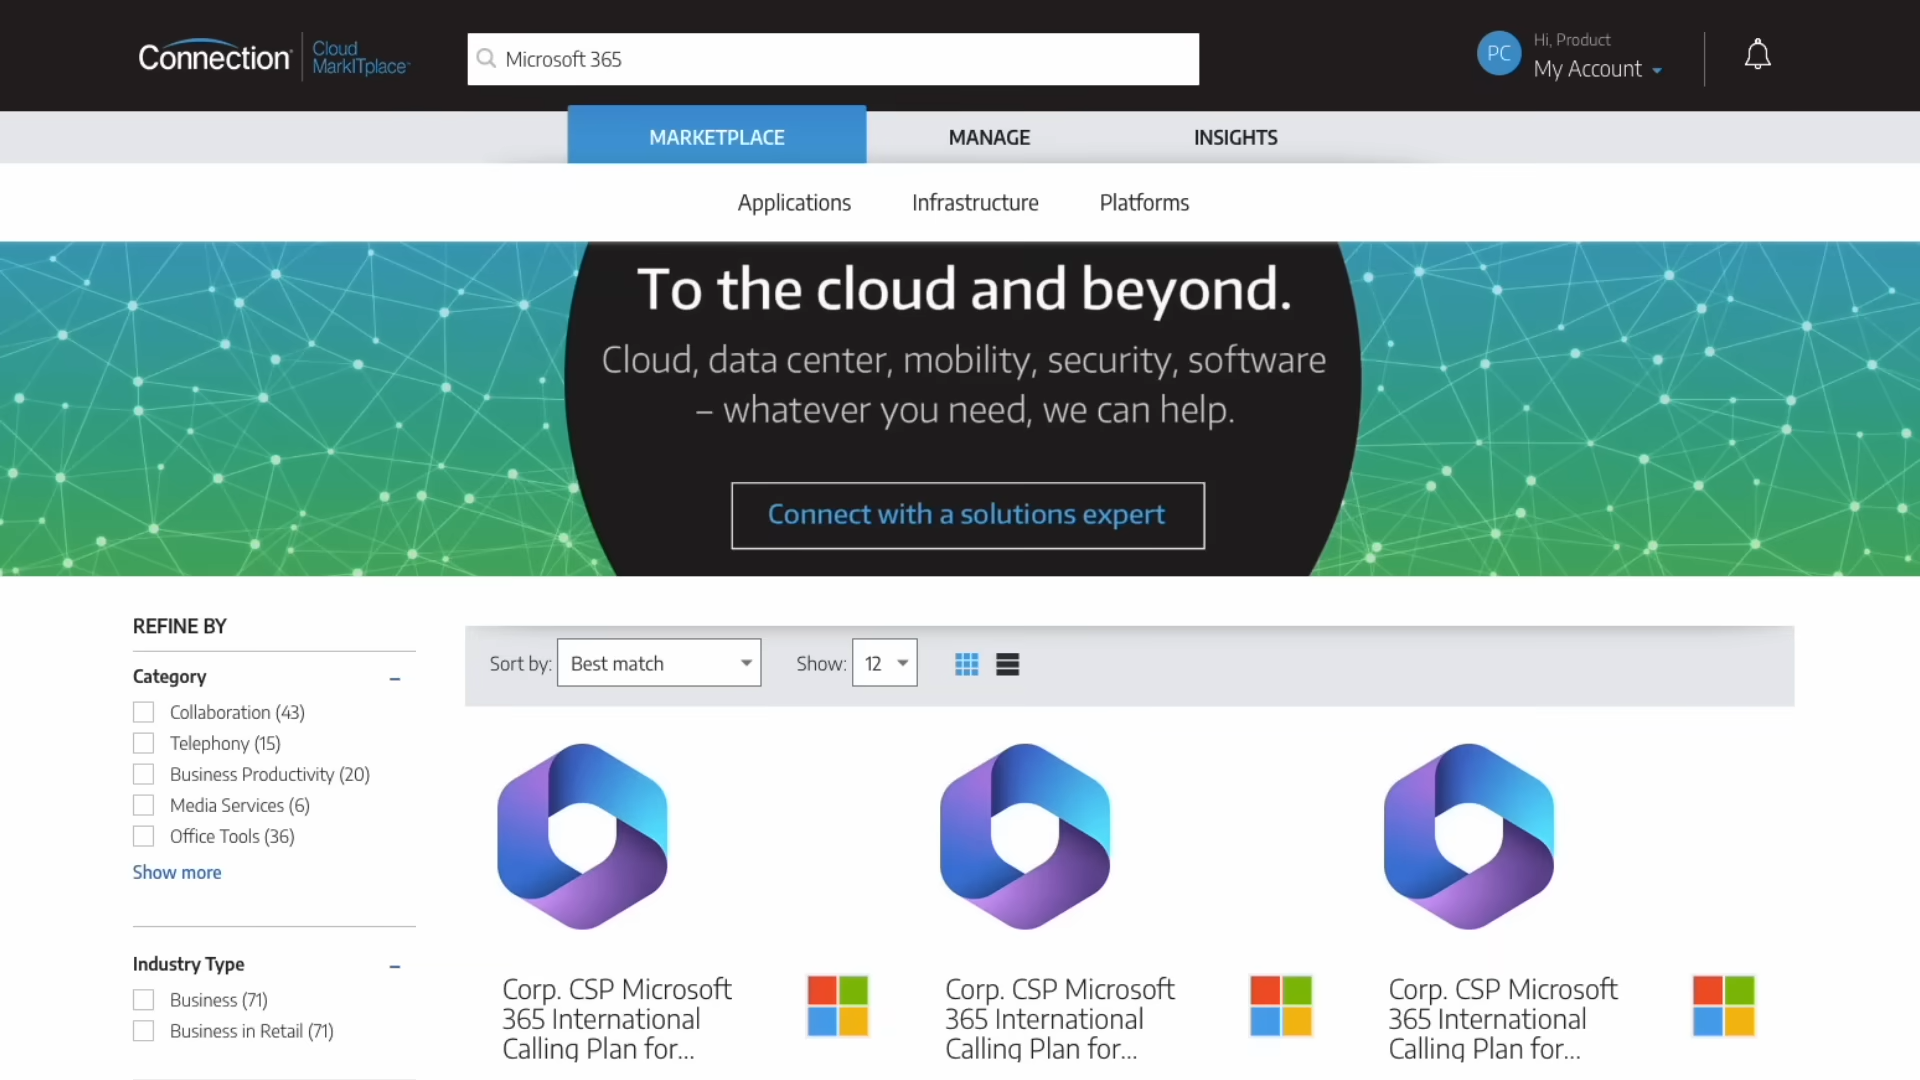 Connection
Cloud
MarkITplace
Microsoft 365
PC
Hi, Product
My Account
MARKETPLACE
MANAGE
INSIGHTS
Applications
Infrastructure
Platforms
To the cloud and beyond.
Cloud, data center, mobility, security, software
– whatever you need, we can help.
Connect with a solutions expert
REFINE BY
Category
Collaboration (43)
Telephony (15)
Business Productivity (20)
Media Services (6)
Office Tools (36)
Show more
Industry Type
Business (71)
Business in Retail (71)
Sort by:
Best match
Show:
12
Corp. CSP Microsoft
365 International
Calling Plan for...
Corp. CSP Microsoft
365 International
Calling Plan for...
Corp. CSP Microsoft
365 International
Calling Plan for...